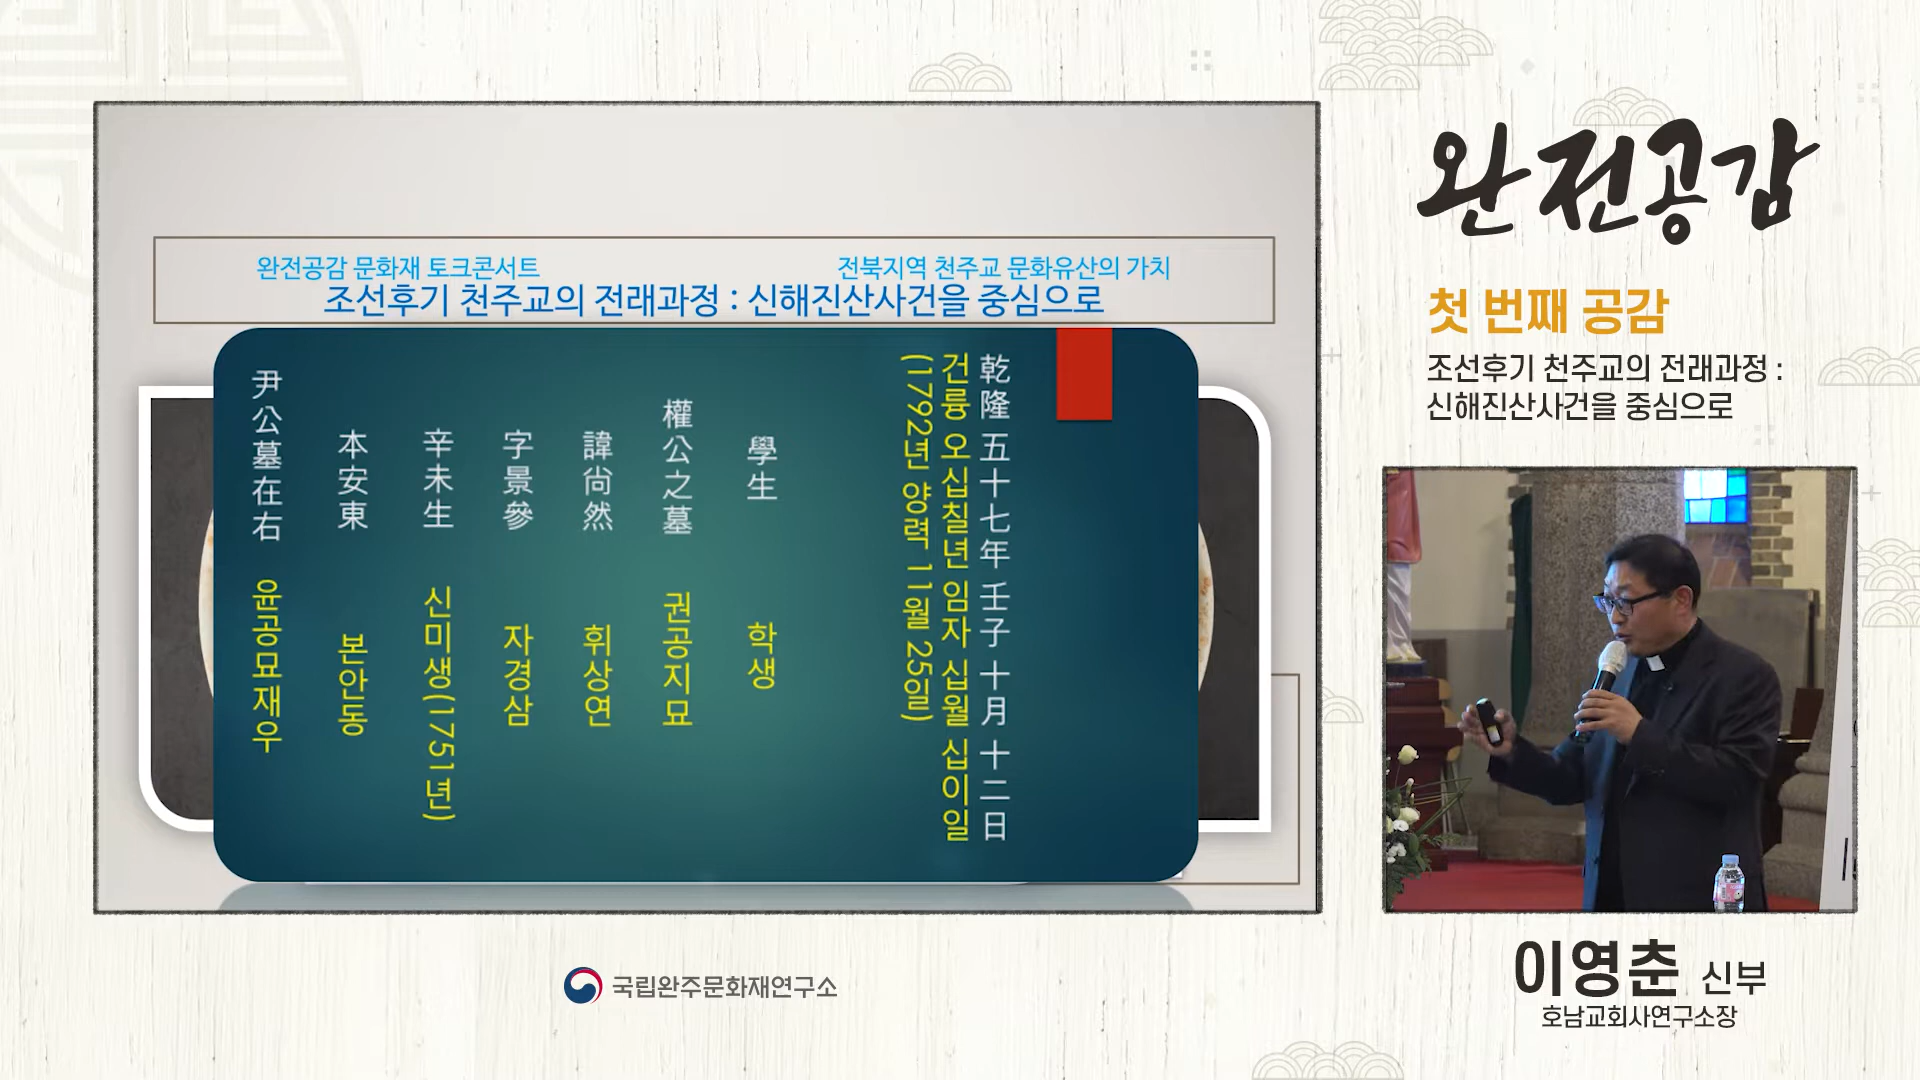 완전공감 문화재 토크콘서트
전북지역 천주교 문화유산의 가치
조선후기 천주교의 전래과정 : 신해진산사건을 중심으로
乾隆 五十七年 壬子 十月 十二日
건륭 오십칠년 임자 십월 십이일
(1792년 양력 11월 25일)
學生 학생
權公之墓 권공지묘
諱尙然 휘상연
字景參 자경삼
辛未生 신미생(1751년)
本安東 본안동
尹公墓在右 윤공묘재우
완전공감
첫 번째 공감
조선후기 천주교의 전래과정 :
신해진산사건을 중심으로
이영춘 신부
호남교회사연구소장
국립완주문화재연구소